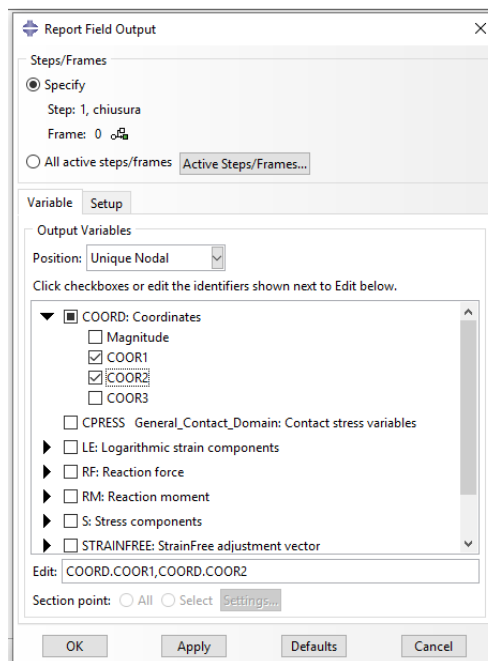 Report Field Output
Steps/Frames
Specify
Step: 1, chiusura
Frame: 0
All active steps/frames Active Steps/Frames...
Variable Setup
Output Variables
Position: Unique Nodal
Click checkboxes or edit the identifiers shown next to Edit below.
COORD: Coordinates
Magnitude
COOR1
COOR2
COOR3
CPRESS General_Contact_Domain: Contact stress variables
LE: Logarithmic strain components
RF: Reaction force
RM: Reaction moment
S: Stress components
STRAINFREE: StrainFree adjustment vector
Edit: COORD.COOR1,COORD.COOR2
Section point: All Select Settings...
OK Apply Defaults Cancel